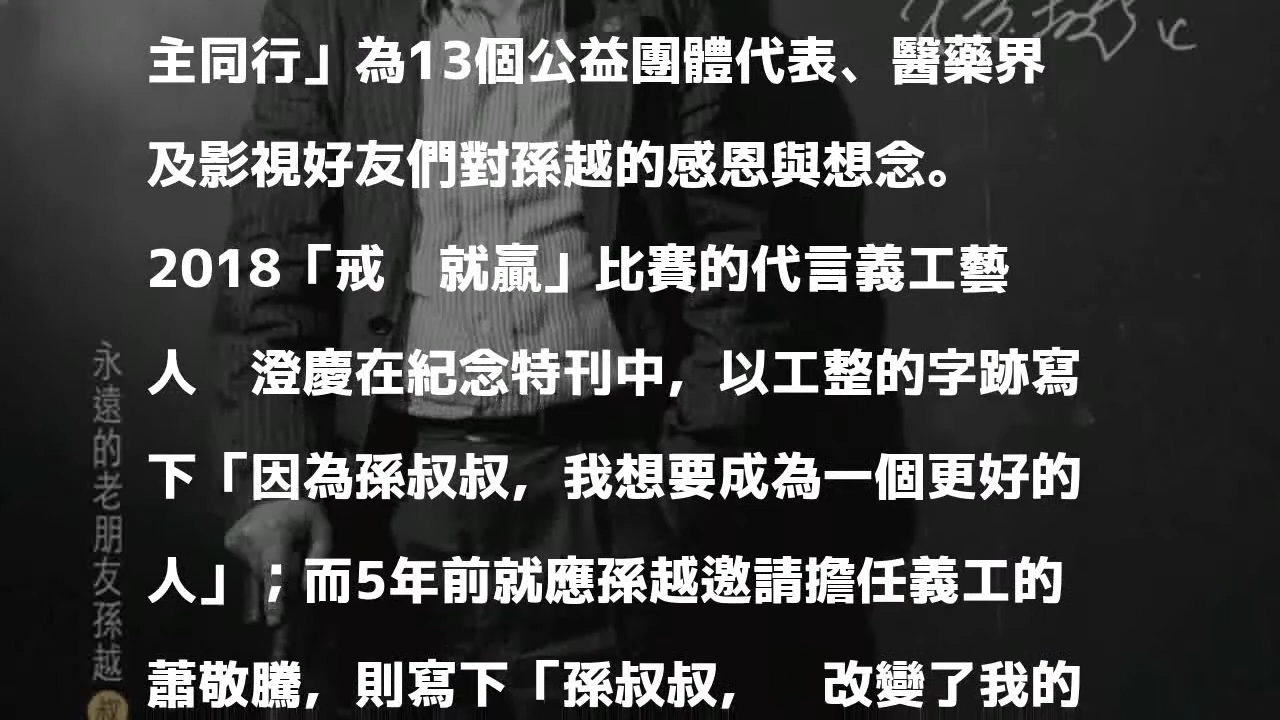 主同行」為13個公益團體代表、醫藥界
及影視好友們對孫越的感恩與想念。
2018「戒　就贏」比賽的代言義工藝
人　澄慶在紀念特刊中，以工整的字跡寫
下「因為孫叔叔，我想要成為一個更好的
人」；而5年前就應孫越邀請擔任義工的
蕭敬騰，則寫下「孫叔叔，　改變了我的
永遠的老朋友孫越
叔